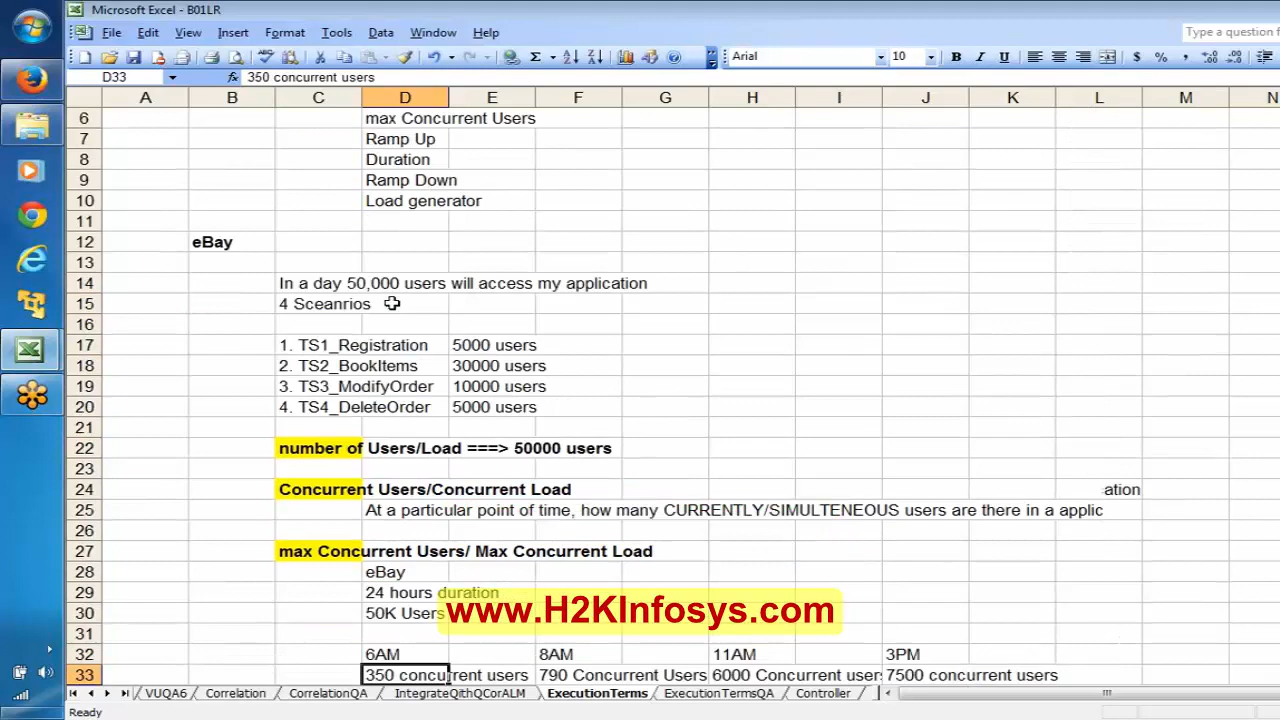 Microsoft Excel - B01LR
File Edit View Insert Format Tools Data Window Help
Type a question f
Arial 10 B I U $ % ,
D33 fx 350 concurrent users
A B C D E F G H I J K L M N
6 max Concurrent Users
7 Ramp Up
8 Duration
9 Ramp Down
10 Load generator
11
12 eBay
13
14 In a day 50,000 users will access my application
15 4 Sceanrios
16
17 1. TS1_Registration 5000 users
18 2. TS2_BookItems 30000 users
19 3. TS3_ModifyOrder 10000 users
20 4. TS4_DeleteOrder 5000 users
21
22 number of Users/Load ===> 50000 users
23
24 Concurrent Users/Concurrent Load ation
25 At a particular point of time, how many CURRENTLY/SIMULTENEOUS users are there in a applic
26
27 max Concurrent Users/ Max Concurrent Load
28 eBay
29 24 hours duration
30 50K Users
www.H2KInfosys.com
31
32 6AM 8AM 11AM 3PM
33 350 concurrent users 790 Concurrent Users 6000 Concurrent users 7500 concurrent users
VUQA6 Correlation CorrelationQA IntegrateQithQCorALM ExecutionTerms ExecutionTermsQA Controller
Ready